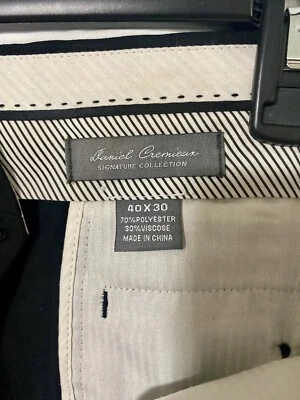 Daniel Cremieux
SIGNATURE COLLECTION
40X30
70%POLYESTER
30%VISCOSE
MADE IN CHINA